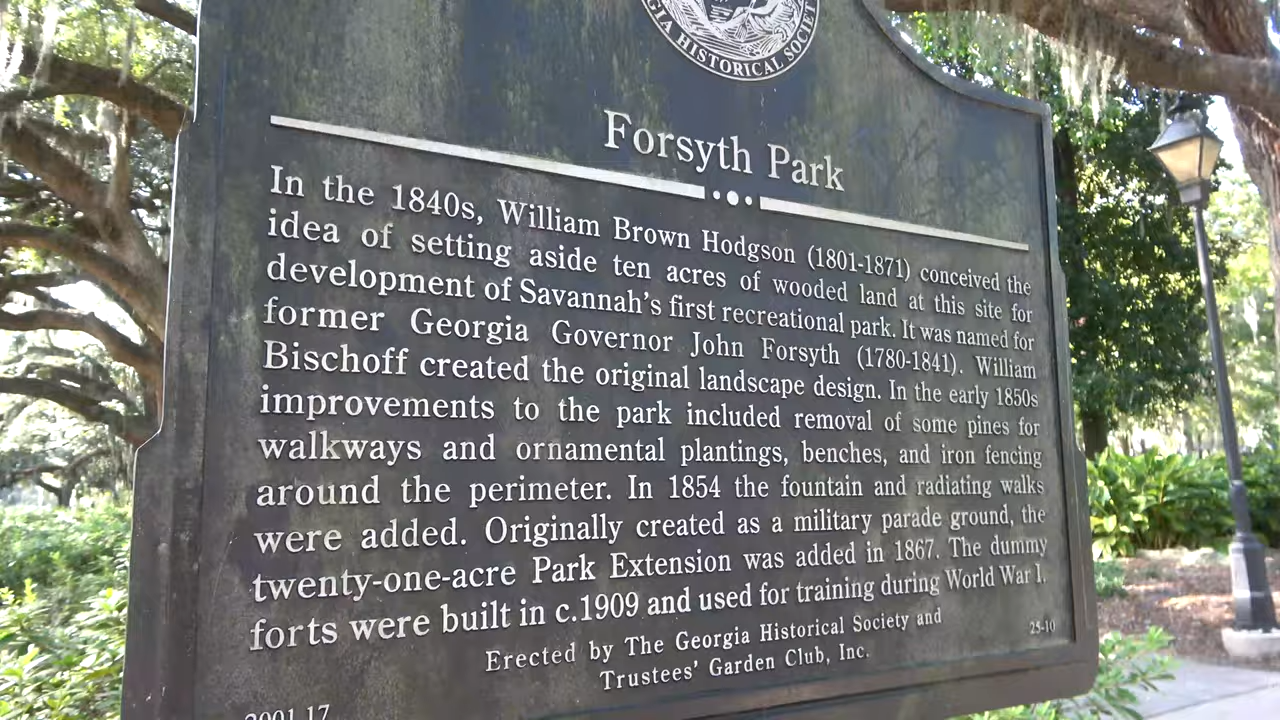 GIA HISTORICAL SOCIET
Forsyth Park
In the 1840s, William Brown Hodgson (1801-1871) conceived the
idea of setting aside ten acres of wooded land at this site for
development of Savannah's first recreational park. It was named for
former Georgia Governor John Forsyth (1780-1841). William
Bischoff created the original landscape design. In the early 1850s
improvements to the park included removal of some pines for
walkways and ornamental plantings, benches, and iron fencing
around the perimeter. In 1854 the fountain and radiating walks
were added. Originally created as a military parade ground, the
twenty-one-acre Park Extension was added in 1867. The dummy
forts were built in c.1909 and used for training during World War I.
Erected by The Georgia Historical Society and
Trustees' Garden Club, Inc.
25-10
2001.17